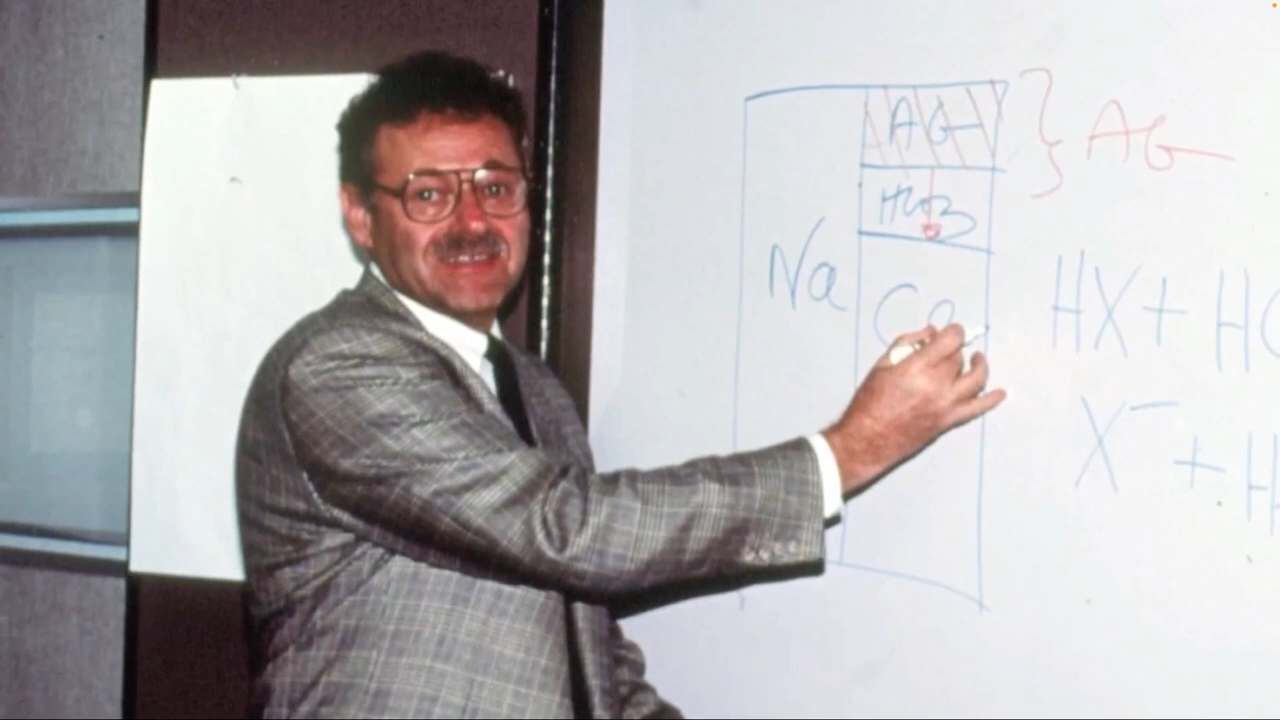 AG
AG
HCO3
Na
HX + HC
X⁻ + H